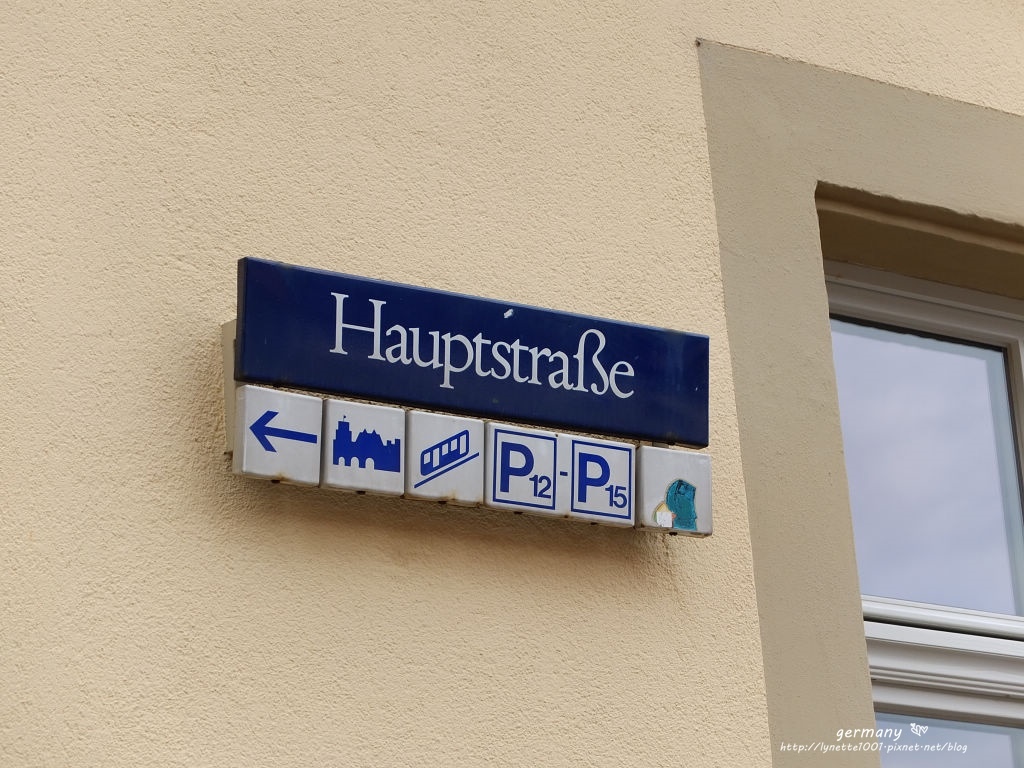 Hauptstraße
P12-P15
germany
http://lynette1001.pixnet.net/blog